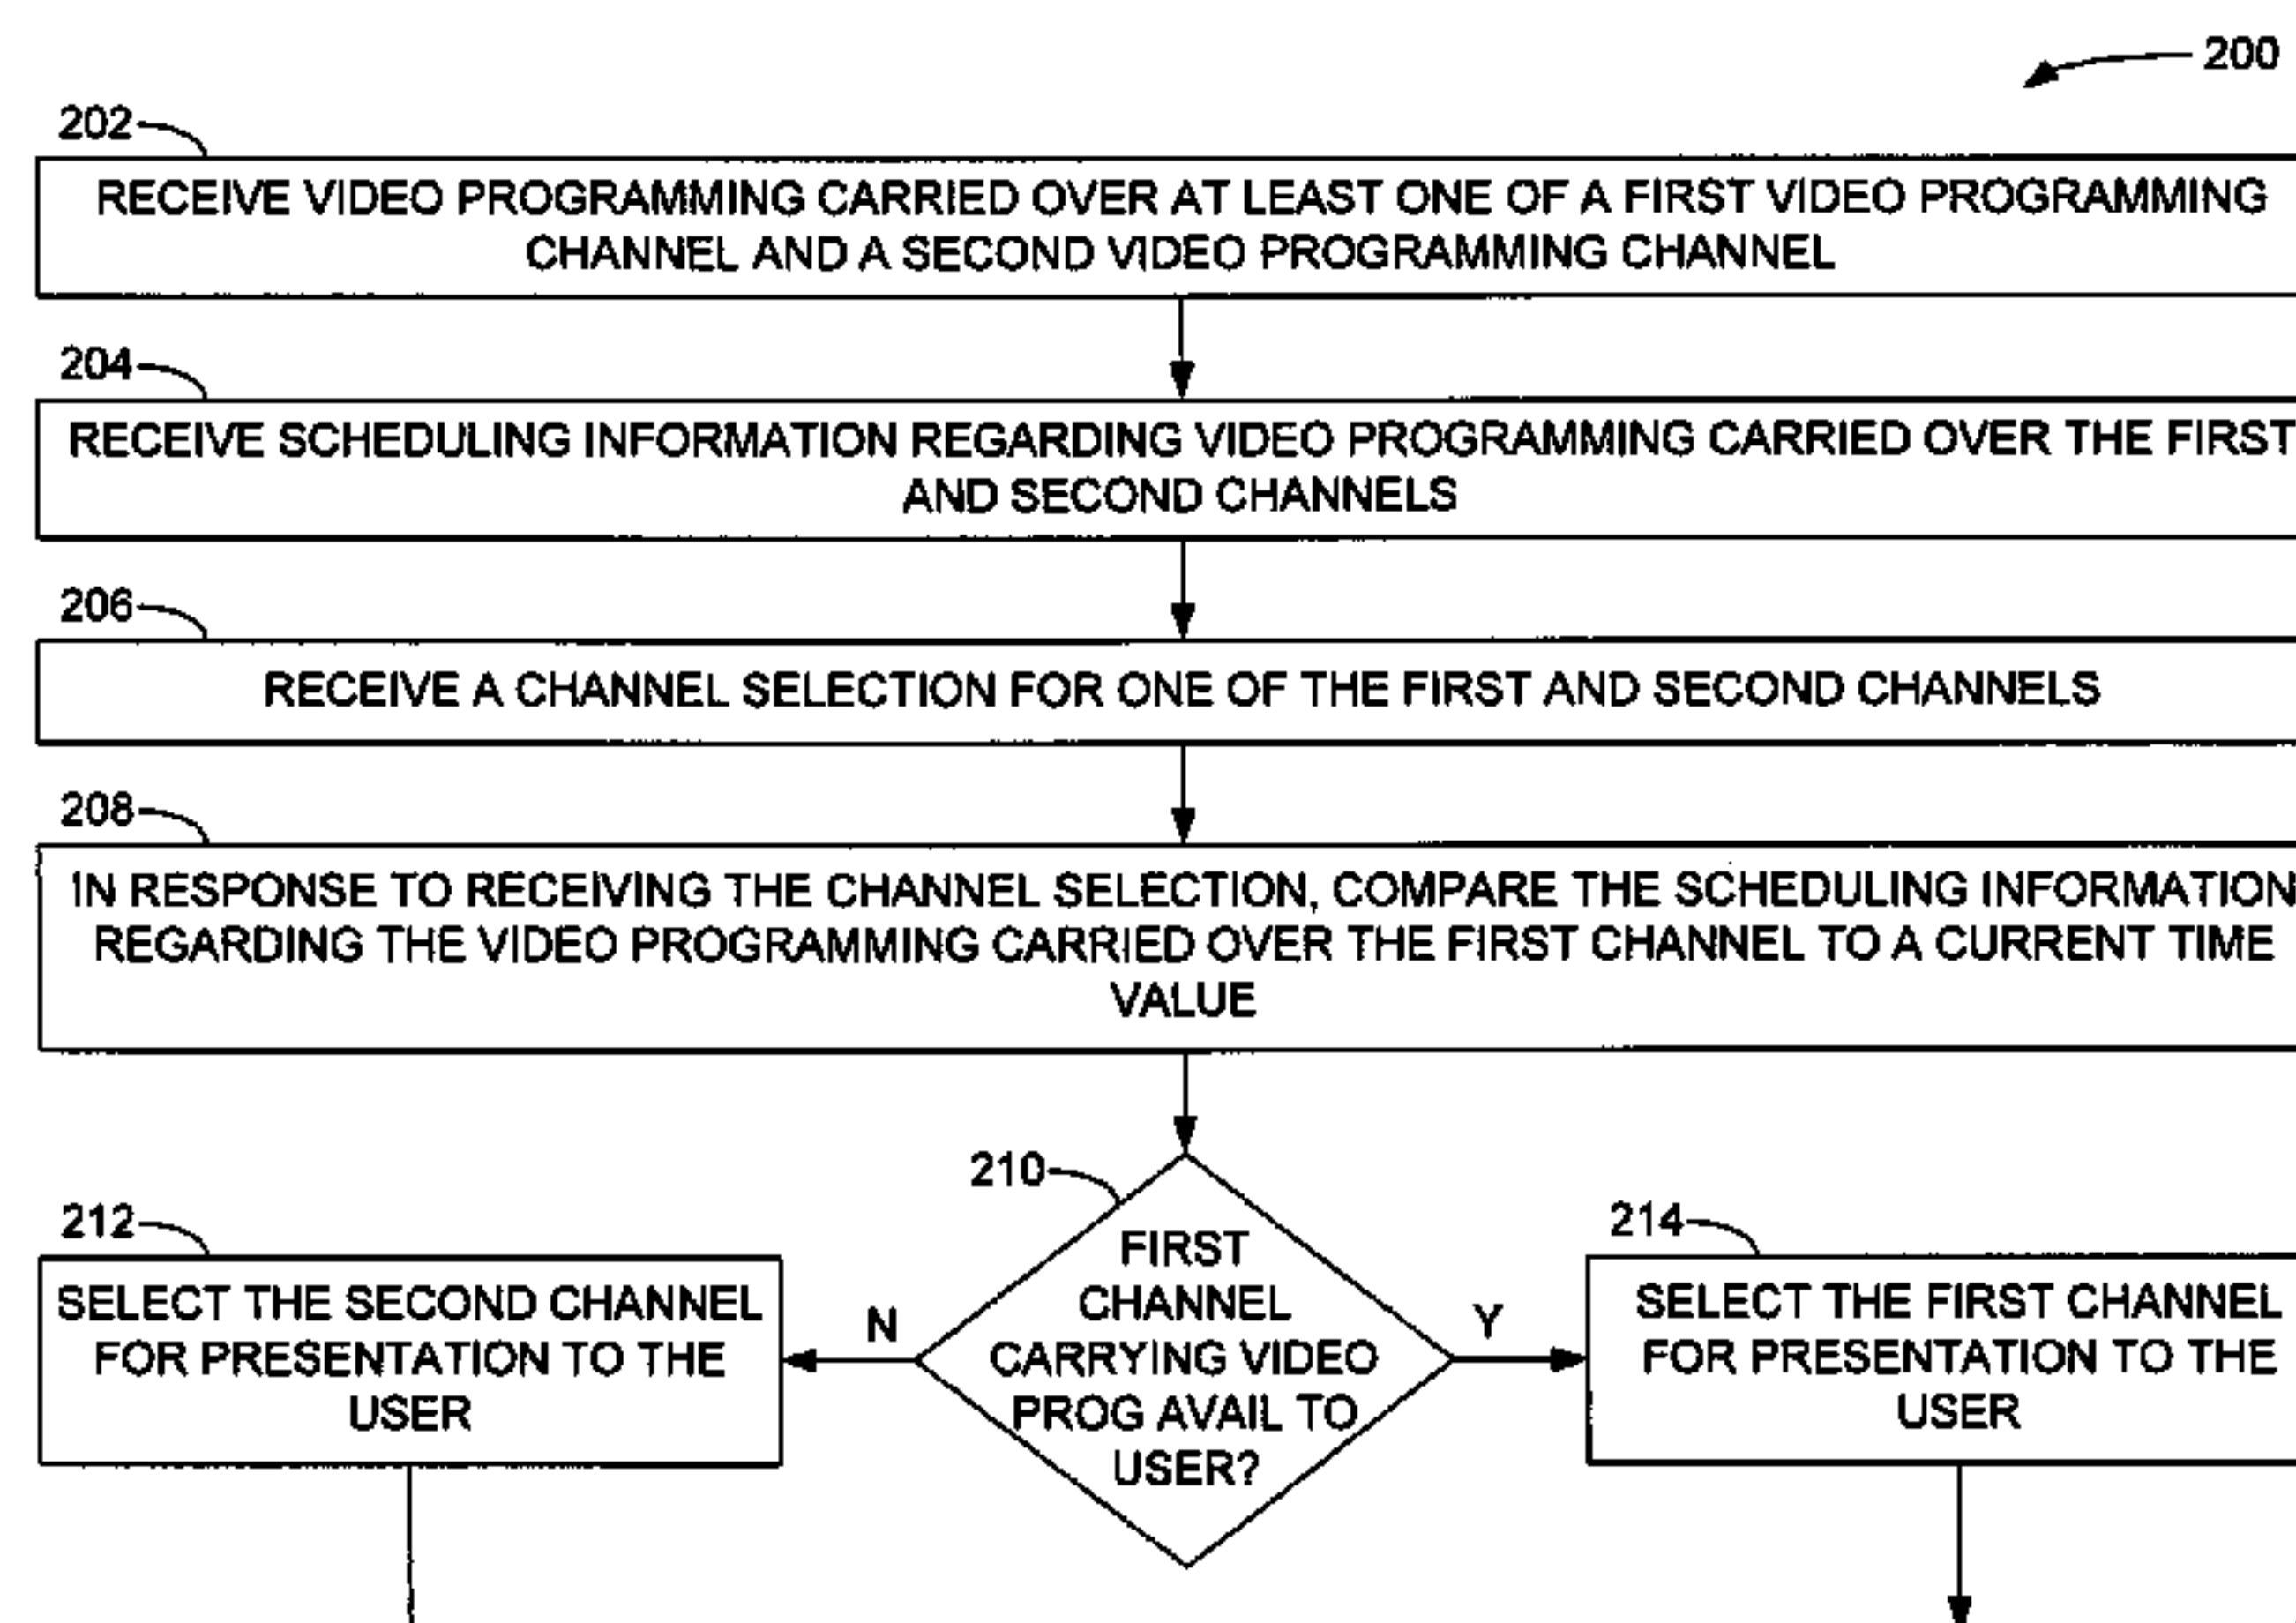 200
202
RECEIVE VIDEO PROGRAMMING CARRIED OVER AT LEAST ONE OF A FIRST VIDEO PROGRAMMING
CHANNEL AND A SECOND VIDEO PROGRAMMING CHANNEL
204
RECEIVE SCHEDULING INFORMATION REGARDING VIDEO PROGRAMMING CARRIED OVER THE FIRST
AND SECOND CHANNELS
206
RECEIVE A CHANNEL SELECTION FOR ONE OF THE FIRST AND SECOND CHANNELS
208
IN RESPONSE TO RECEIVING THE CHANNEL SELECTION, COMPARE THE SCHEDULING INFORMATION
REGARDING THE VIDEO PROGRAMMING CARRIED OVER THE FIRST CHANNEL TO A CURRENT TIME
VALUE
210
FIRST
CHANNEL
CARRYING VIDEO
PROG AVAIL TO
USER?
N
Y
212
SELECT THE SECOND CHANNEL
FOR PRESENTATION TO THE
USER
214
SELECT THE FIRST CHANNEL
FOR PRESENTATION TO THE
USER